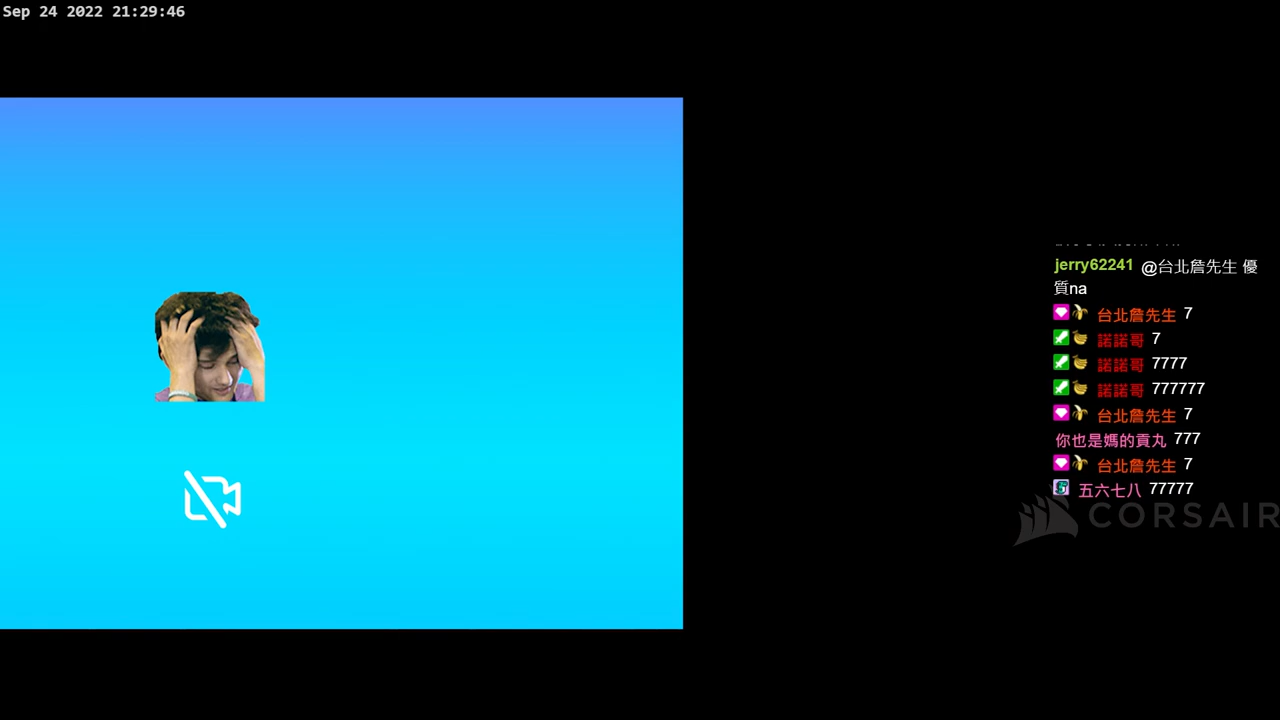 Sep 24 2022 21:29:46
jerry62241 @台北詹先生 優
質na
台北詹先生 7
諾諾哥 7
諾諾哥 7777
諾諾哥 777777
台北詹先生 7
你也是媽的貢丸 777
台北詹先生 7
五六七八 77777
CORSAIR